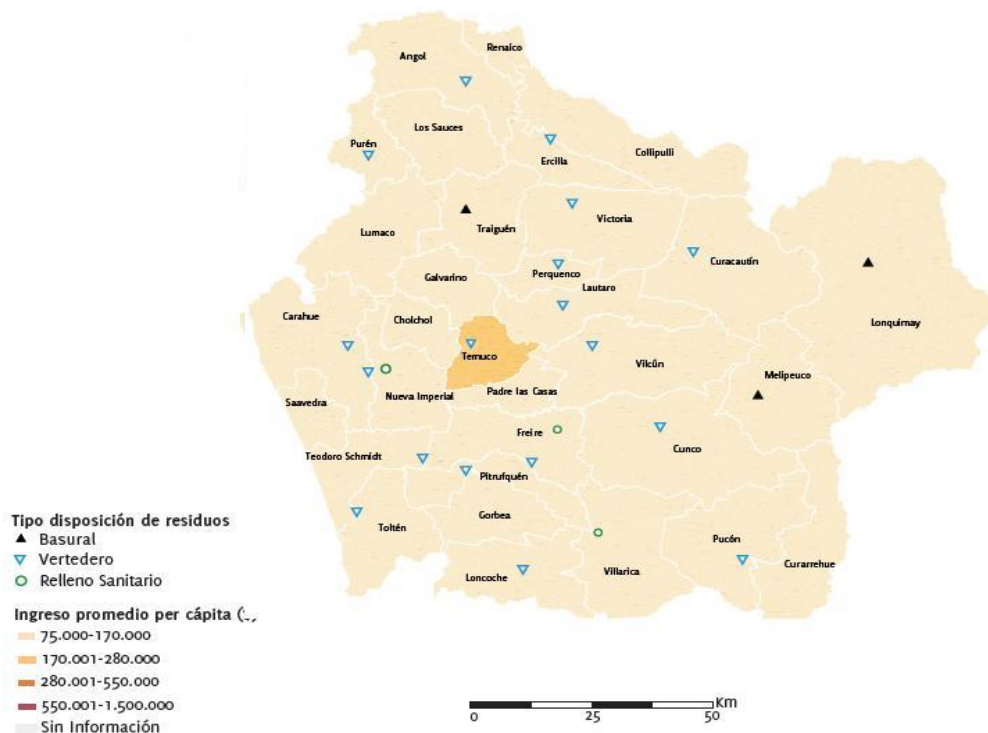 Renaico
Angol
Los Sauces
Purén
Ercilla
Collipulli
Traiguén
Victoria
Lumaco
Curacautín
Galvarino
Perquenco
Lautaro
Carahue
Cholchol
Lonquimay
Temuco
Vilcún
Melipeuco
Saavedra
Nueva Imperial
Padre las Casas
Freire
Cunco
Teodoro Schmidt
Pitrufquén
Gorbea
Toltén
Pucón
Curarrehue
Loncoche
Villarica
Tipo disposición de residuos
Basural
Vertedero
Relleno Sanitario
Ingreso promedio per cápita (
75.000-170.000
170.001-280.000
280.001-550.000
550.001-1.500.000
Sin Información
Km
0 25 50